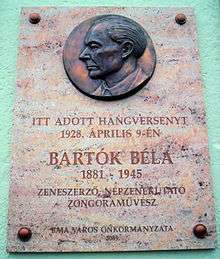 ITT ADOTT HANGVERSENYT
1928. ÁPRILIS 9-ÉN
BARTÓK BÉLA
1881 - 1945
ZENESZERZŐ, NÉPZENEKUTATÓ
ZONGORAMŰVÉSZ
VÁROS ÖNKORMÁNYZATA